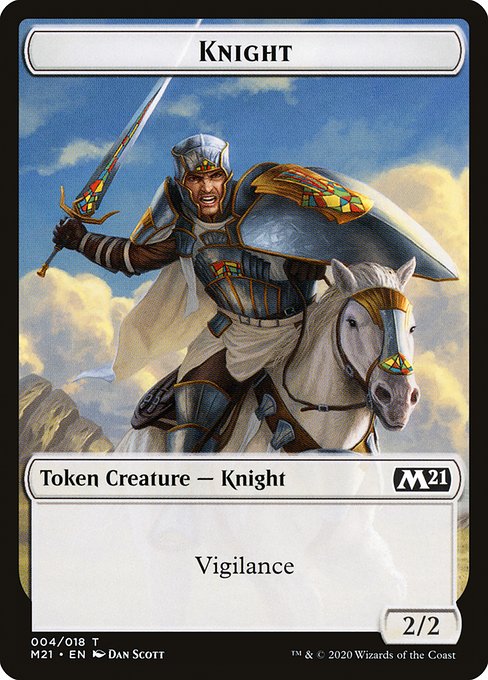 Knight
Token Creature — Knight
M21
Vigilance
2/2
004/018 T
M21 • EN Dan Scott
™ & © 2020 Wizards of the Coast